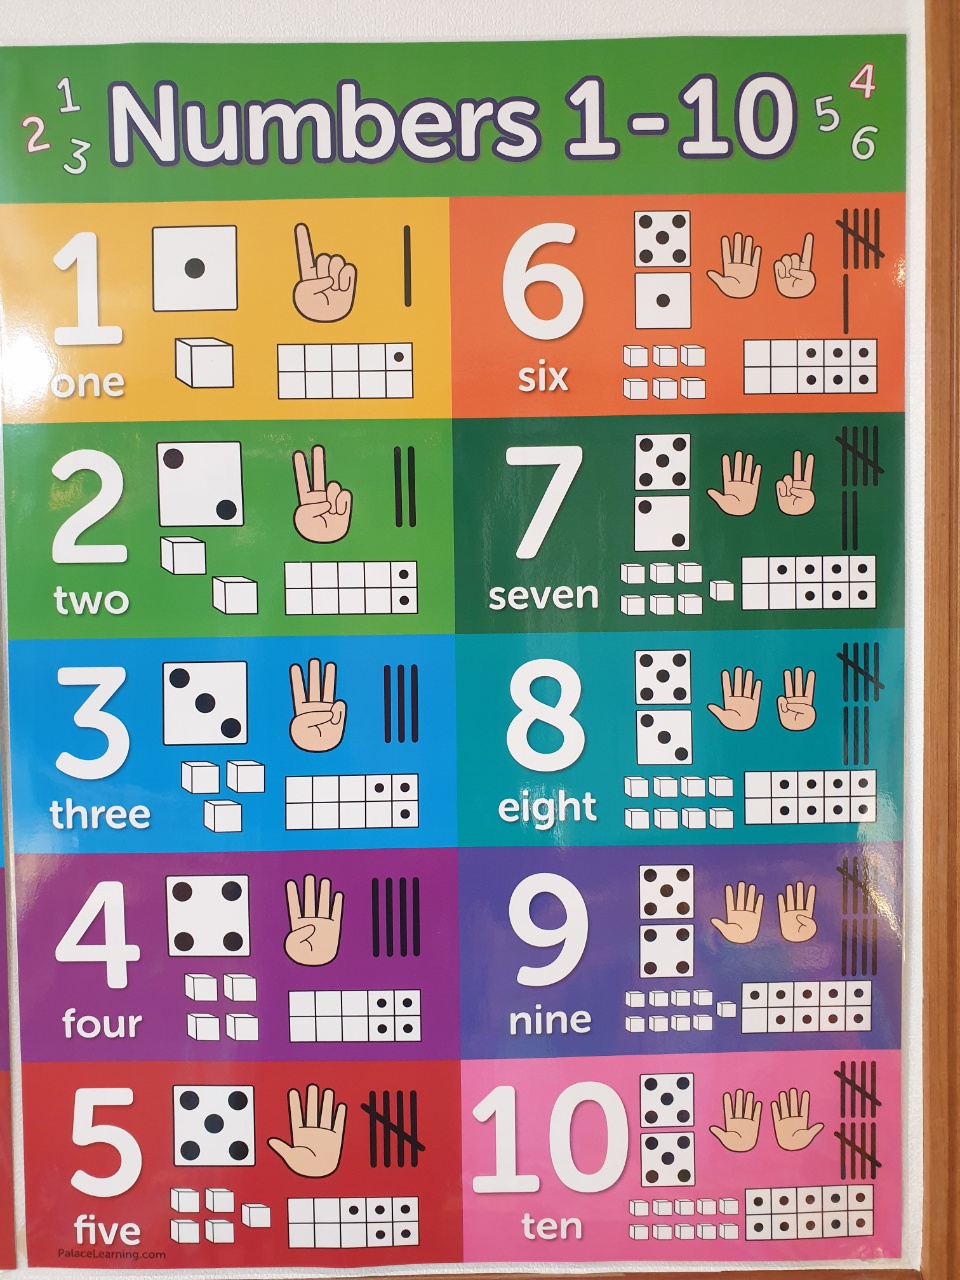 1 2 3 Numbers 1-10 4 5 6
1
one
2
two
3
three
4
four
5
five
6
six
7
seven
8
eight
9
nine
10
ten
PalaceLearning.com